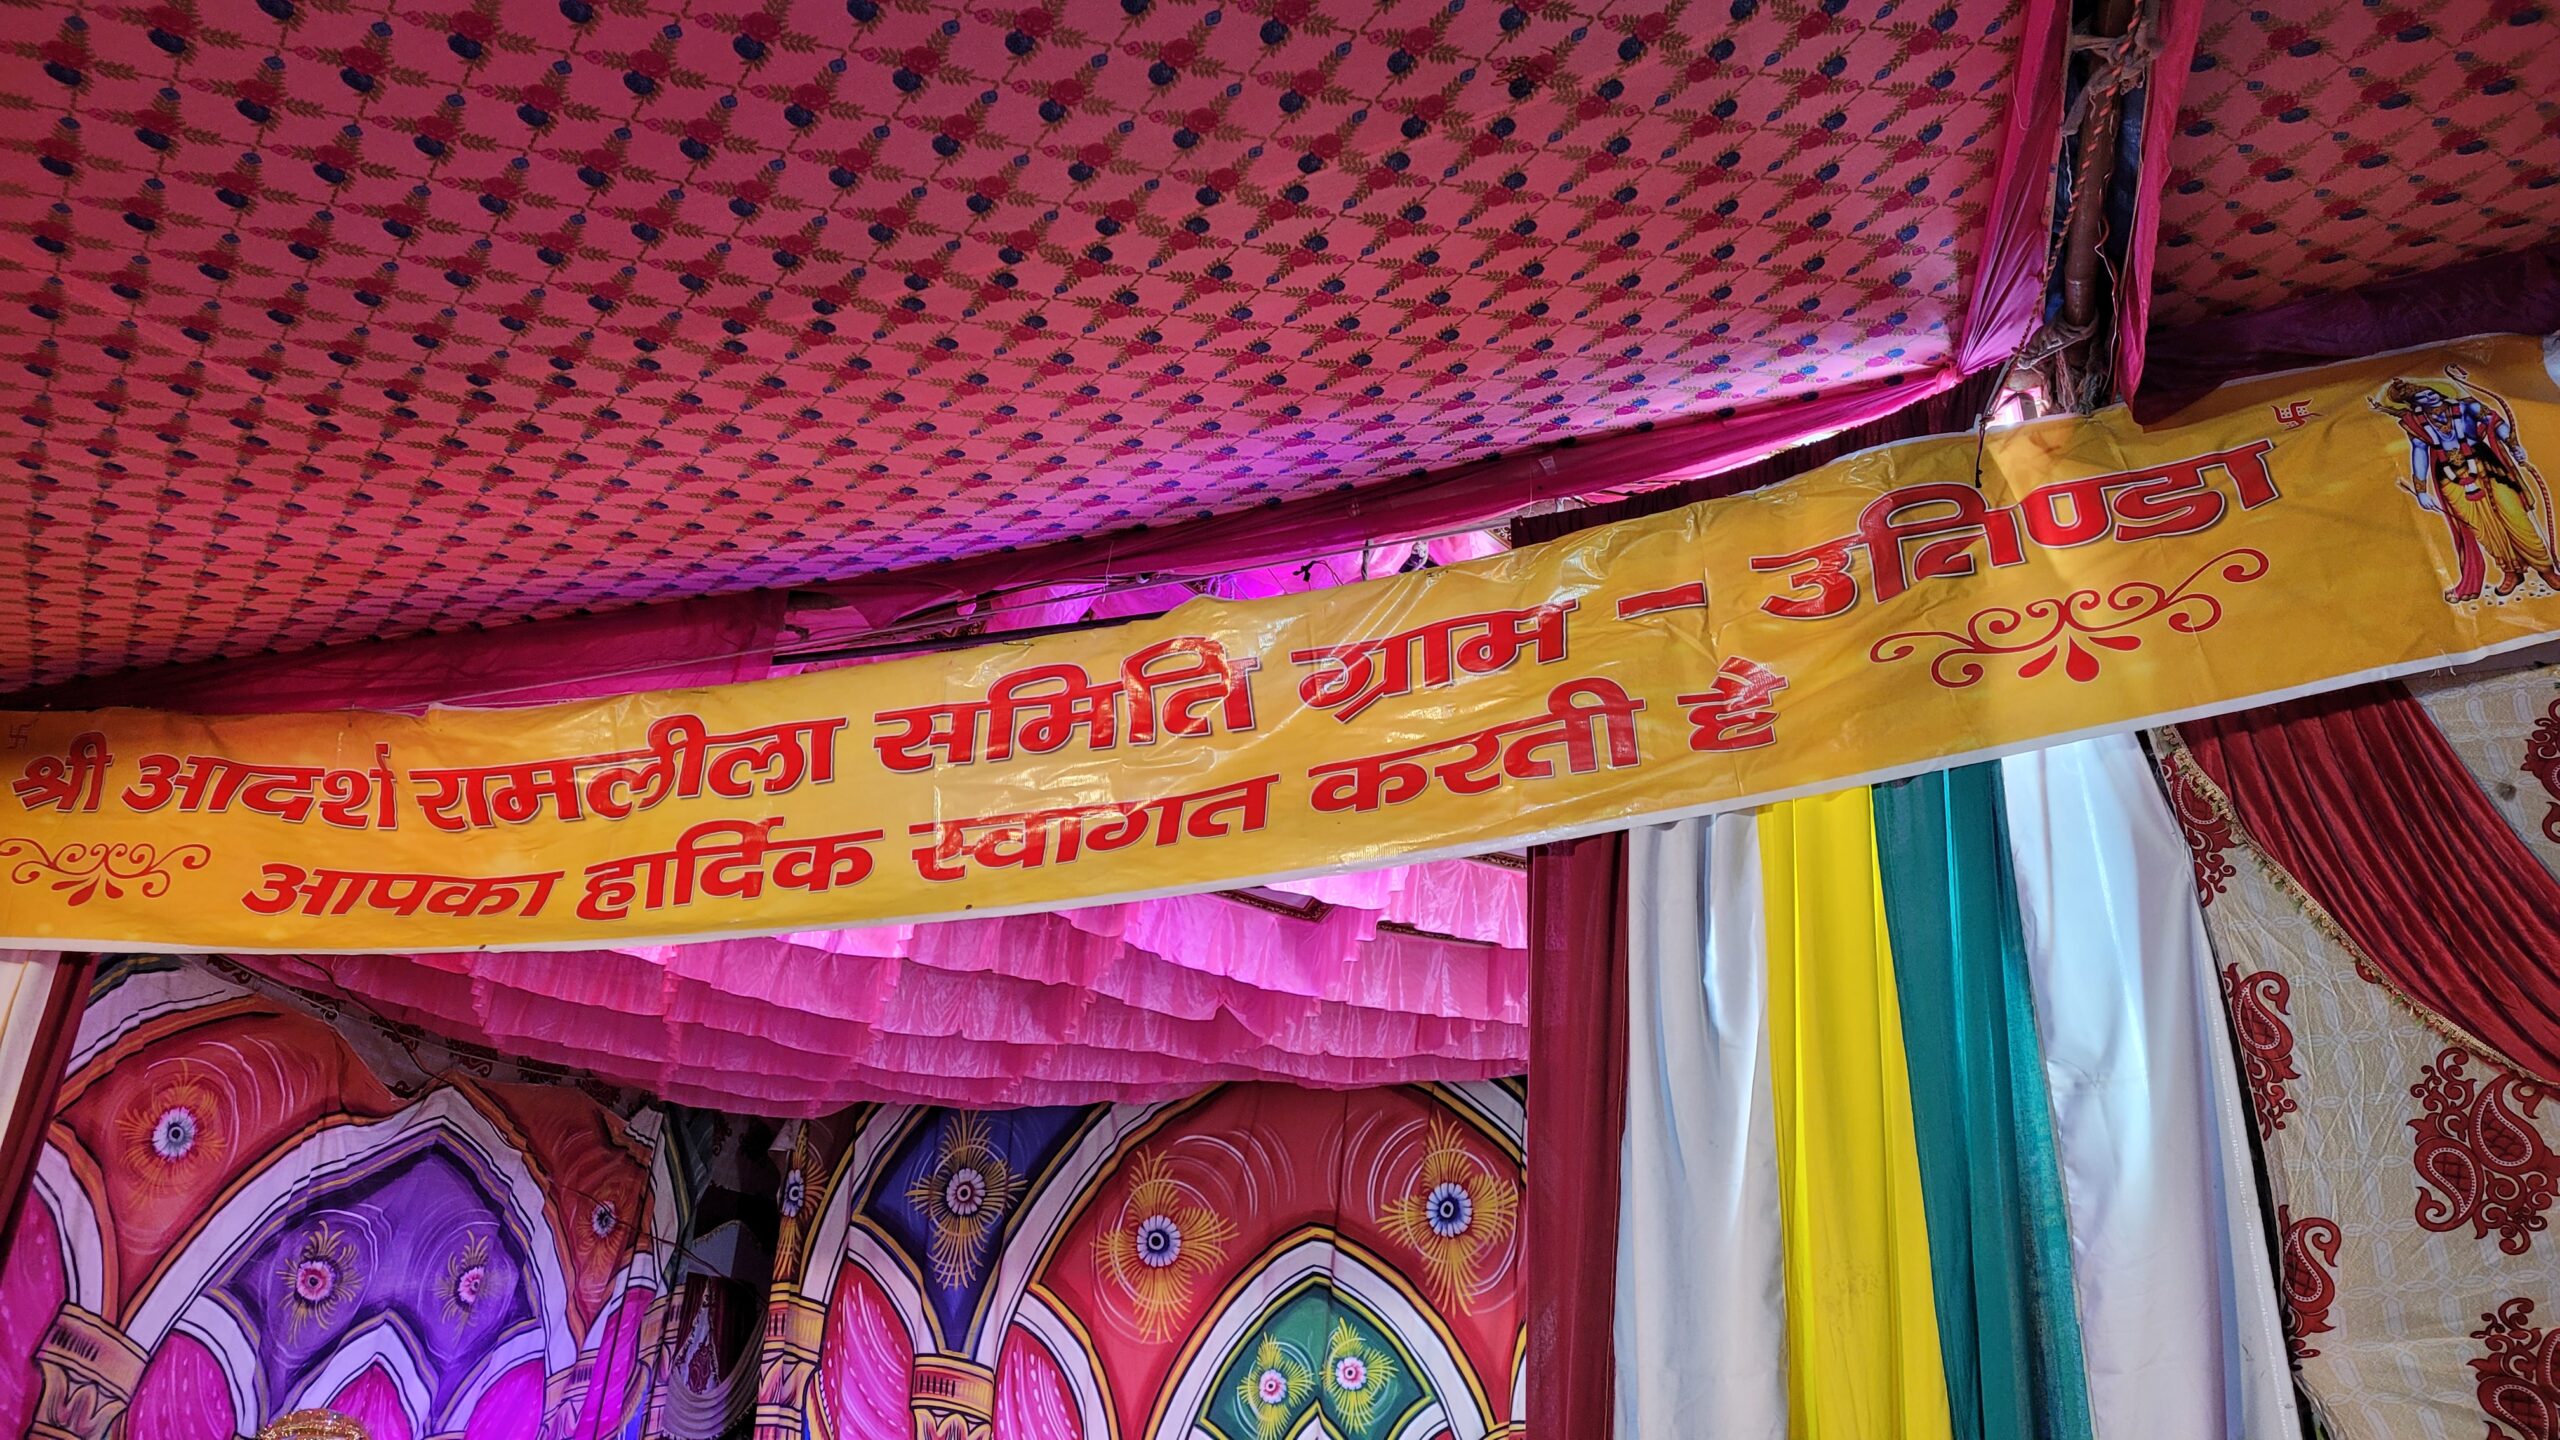 श्री आदर्श रामलीला समिति ग्राम - उनिण्डा
आपका हार्दिक स्वागत करती है